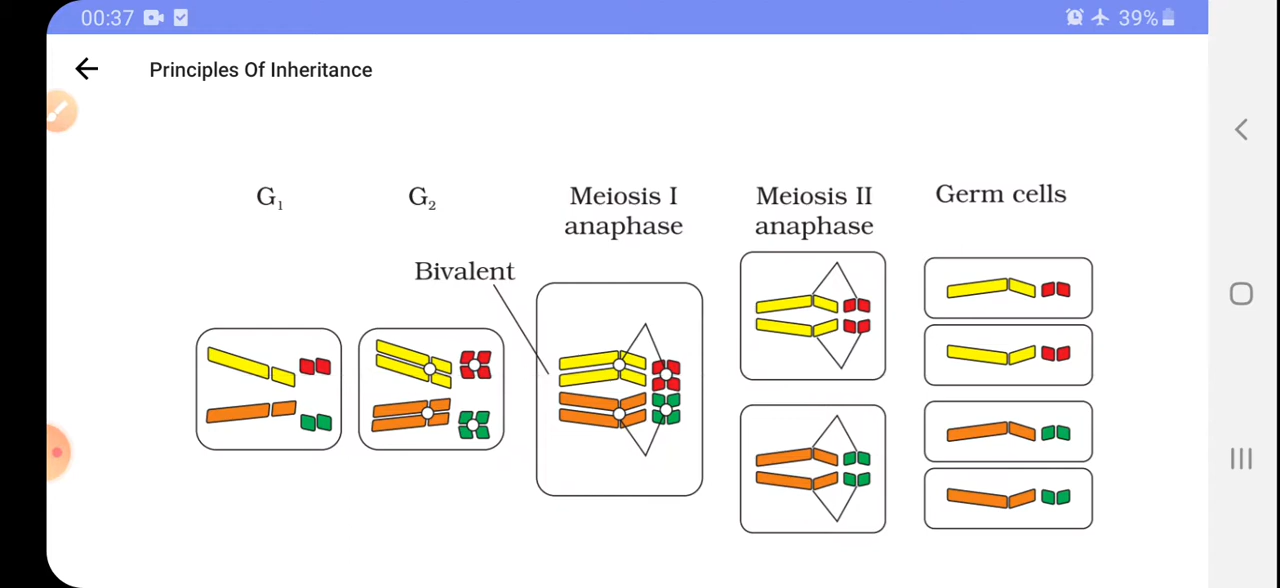 00:37
39%
Principles Of Inheritance
G₁
G₂
Meiosis I
anaphase
Meiosis II
anaphase
Germ cells
Bivalent